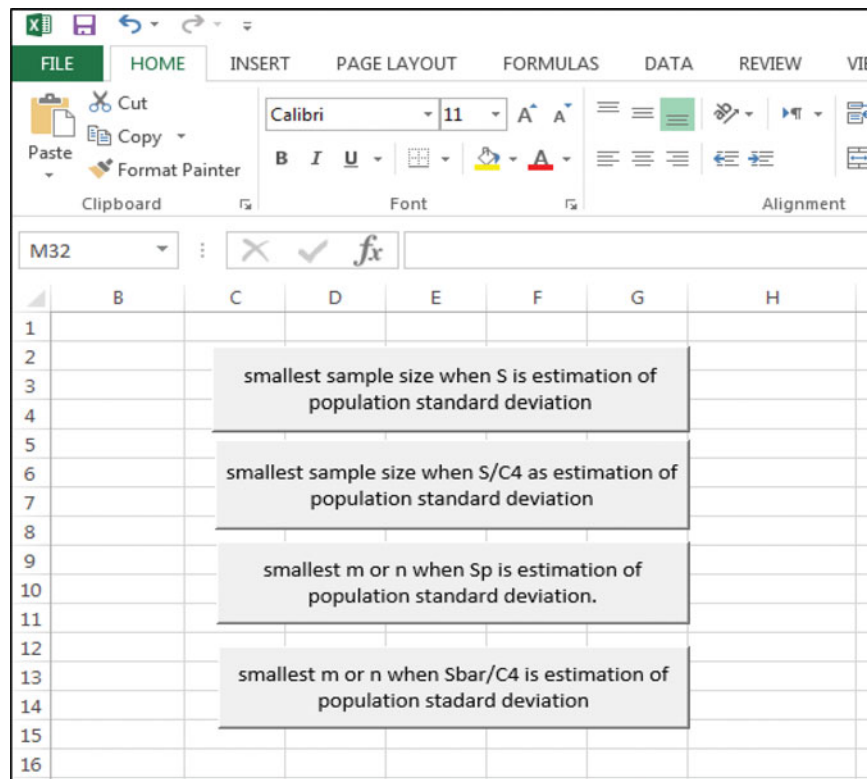 FILE HOME INSERT PAGE LAYOUT FORMULAS DATA REVIEW VIE
Cut
Copy
Format Painter
Paste
Calibri 11 A A
B I U A
Clipboard Font Alignment
M32 fx
B C D E F G H
1
2
3
4
5
6
7
8
9
10
11
12
13
14
15
16
smallest sample size when S is estimation of
population standard deviation
smallest sample size when S/C4 as estimation of
population standard deviation
smallest m or n when Sp is estimation of
population standard deviation.
smallest m or n when Sbar/C4 is estimation of
population stadard deviation